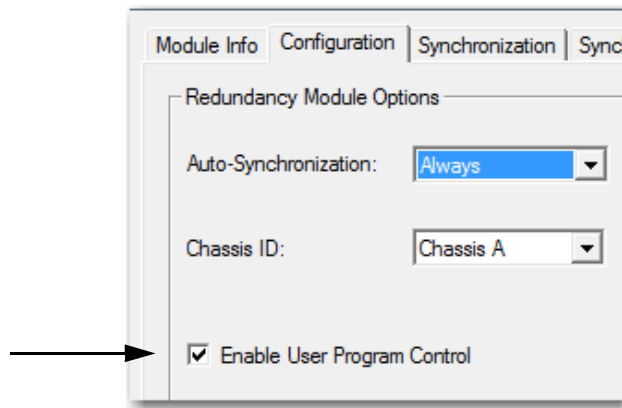 Module Info Configuration Synchronization
Redundancy Module Options
Auto-Synchronization: Always
Chassis ID: Chassis A
Enable User Program Control